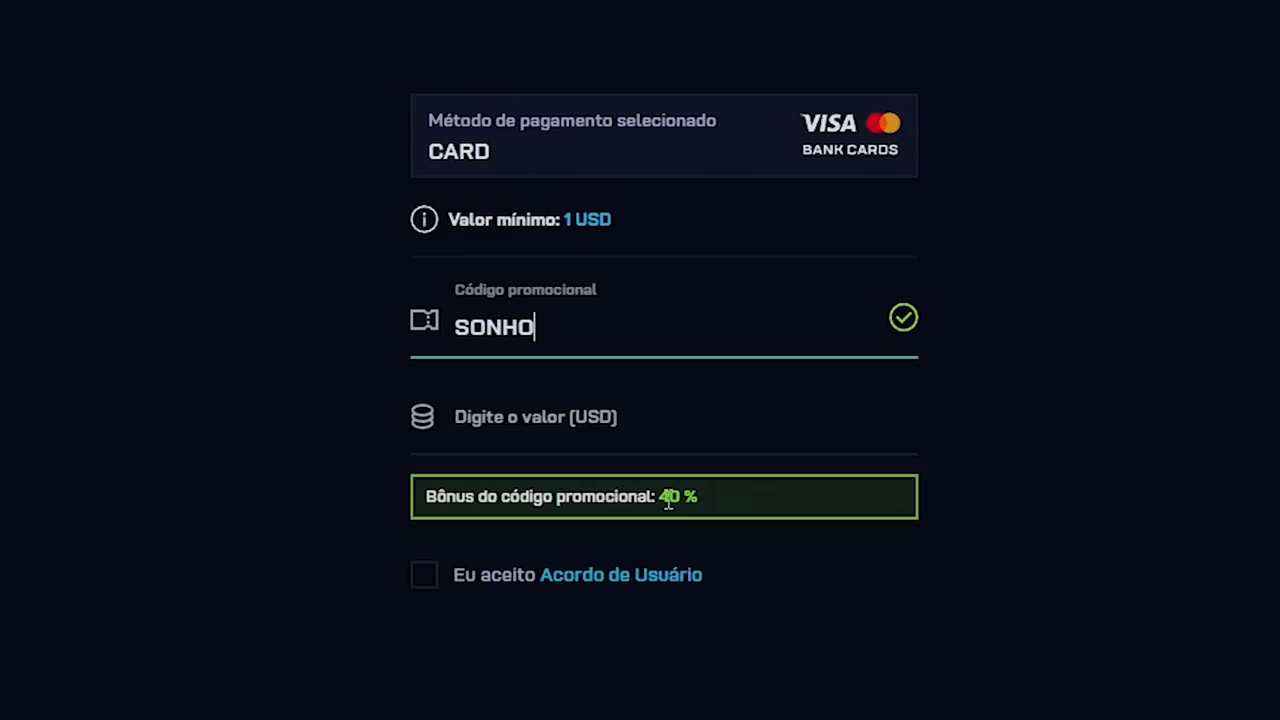 Método de pagamento selecionado
CARD
VISA
BANK CARDS
Valor mínimo: 1 USD
Código promocional
SONHO
Digite o valor (USD)
Bônus do código promocional: 40 %
Eu aceito Acordo de Usuário